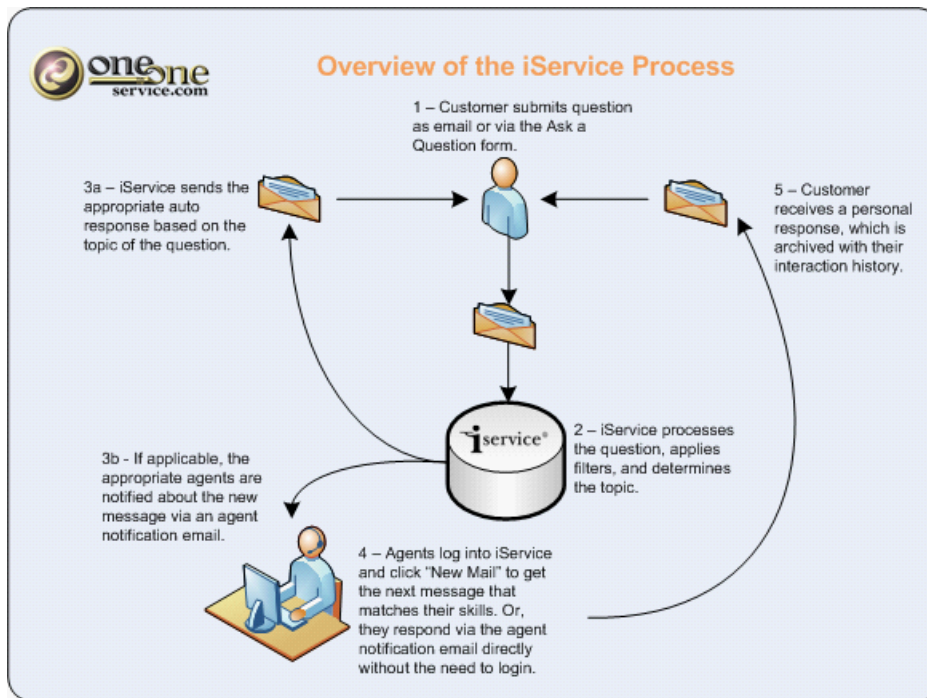 one to one
service.com
Overview of the iService Process
1 – Customer submits question
as email or via the Ask a
Question form.
3a – iService sends the
appropriate auto
response based on the
topic of the question.
5 – Customer
receives a personal
response, which is
archived with their
interaction history.
iservice®
2 – iService processes
the question, applies
filters, and determines
the topic.
3b - If applicable, the
appropriate agents are
notified about the new
message via an agent
notification email.
4 – Agents log into iService
and click “New Mail” to get
the next message that
matches their skills. Or,
they respond via the agent
notification email directly
without the need to login.